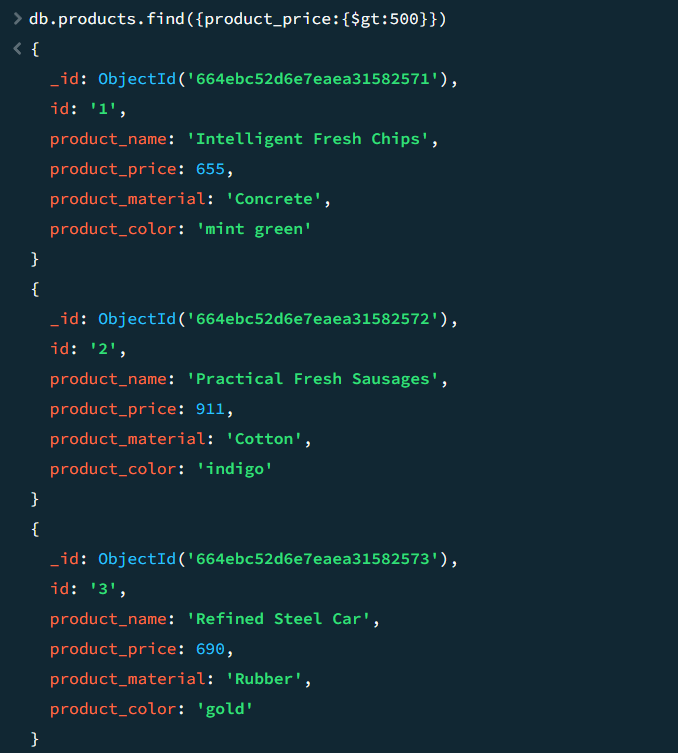 > db.products.find({product_price:{$gt:500}})
< {
_id: ObjectId('664ebc52d6e7eaea31582571'),
id: '1',
product_name: 'Intelligent Fresh Chips',
product_price: 655,
product_material: 'Concrete',
product_color: 'mint green'
}
{
_id: ObjectId('664ebc52d6e7eaea31582572'),
id: '2',
product_name: 'Practical Fresh Sausages',
product_price: 911,
product_material: 'Cotton',
product_color: 'indigo'
}
{
_id: ObjectId('664ebc52d6e7eaea31582573'),
id: '3',
product_name: 'Refined Steel Car',
product_price: 690,
product_material: 'Rubber',
product_color: 'gold'
}